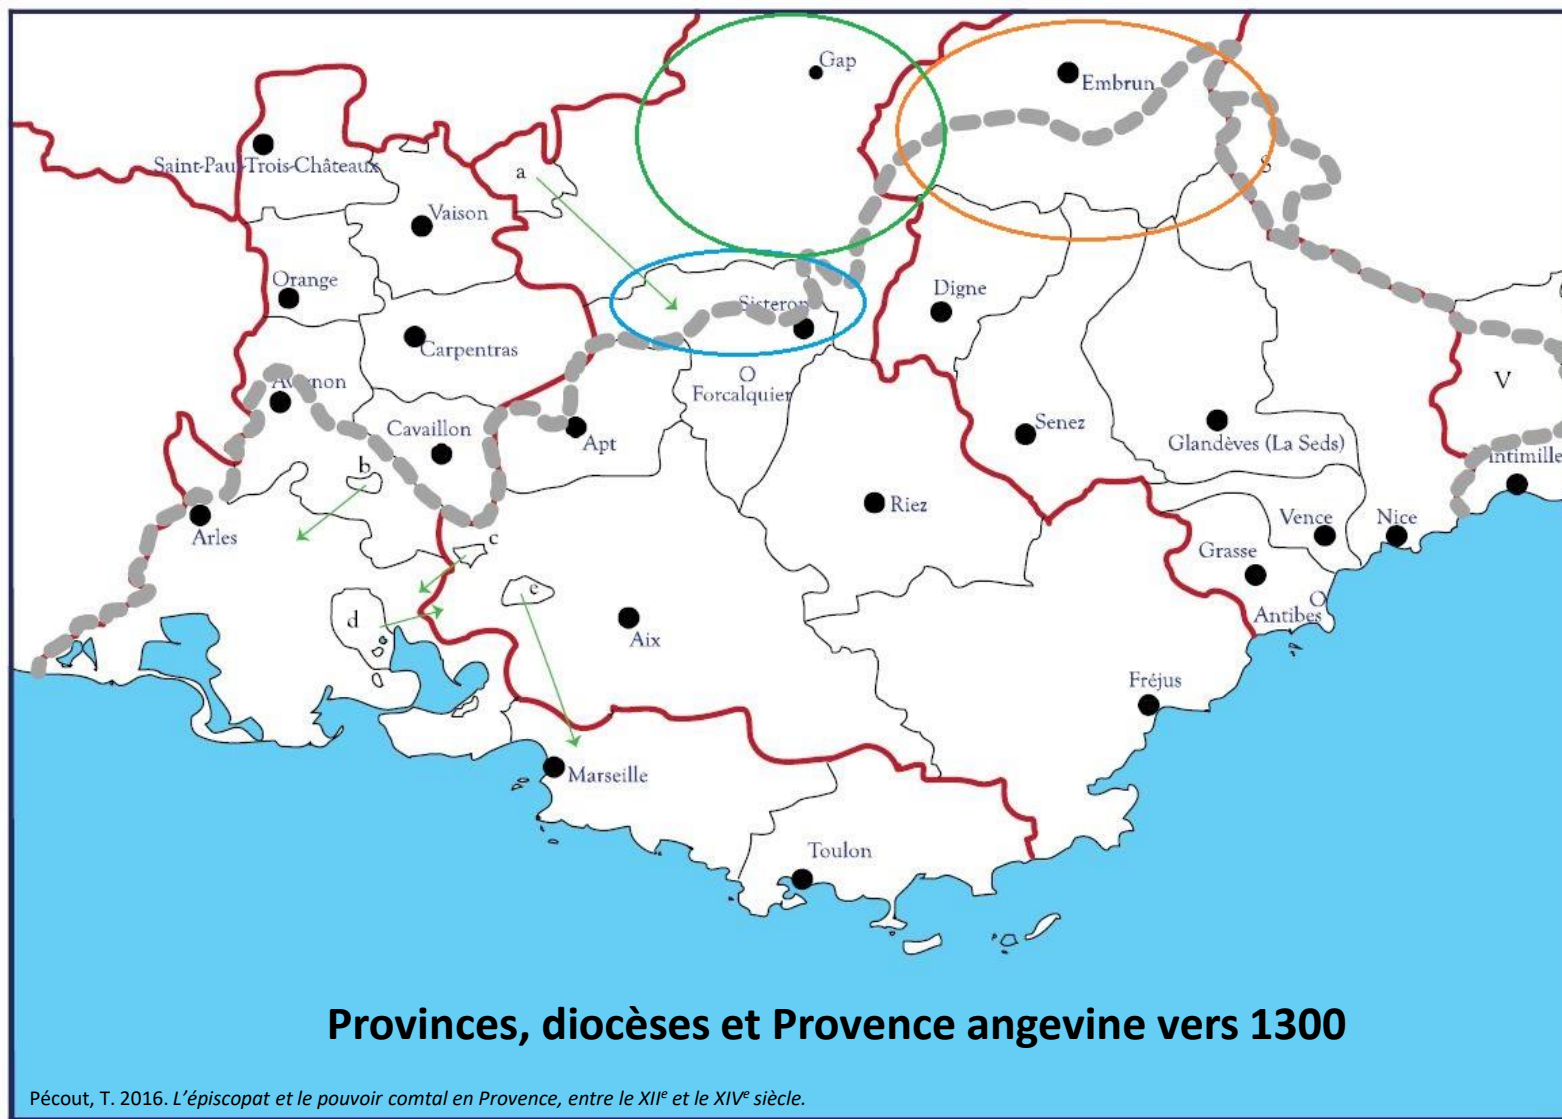 Gap
Embrun
Saint-Paul-Trois-Châteaux
a
S
Vaison
Orange
Sisteron
Digne
Carpentras
Avignon
O
Forcalquier
V
Cavaillon
Apt
Senez
Glandèves (La Seds)
Vintimille
b
Riez
Arles
Vence
Nice
c
Grasse
e
d
Aix
O
Antibes
Fréjus
Marseille
Toulon
Provinces, diocèses et Provence angevine vers 1300
Pécout, T. 2016. L’épiscopat et le pouvoir comtal en Provence, entre le XIIe et le XIVe siècle.